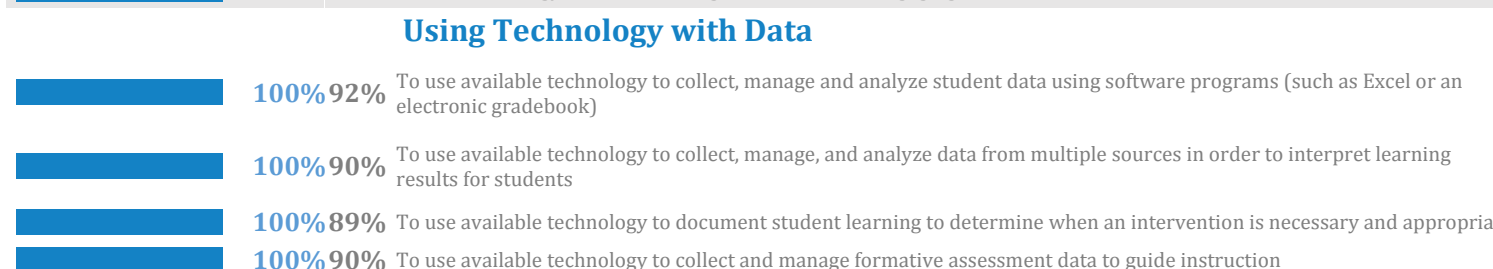 Using Technology with Data
100% 92% To use available technology to collect, manage and analyze student data using software programs (such as Excel or an
electronic gradebook)
100% 90% To use available technology to collect, manage, and analyze data from multiple sources in order to interpret learning
results for students
100% 89% To use available technology to document student learning to determine when an intervention is necessary and appropria
100% 90% To use available technology to collect and manage formative assessment data to guide instruction